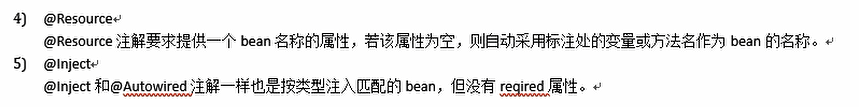 4) @Resource
@Resource 注解要求提供一个 bean 名称的属性，若该属性为空，则自动采用标注处的变量或方法名作为 bean 的名称。
5) @Inject
@Inject 和@Autowired 注解一样也是按类型注入匹配的 bean，但没有 reqired 属性。